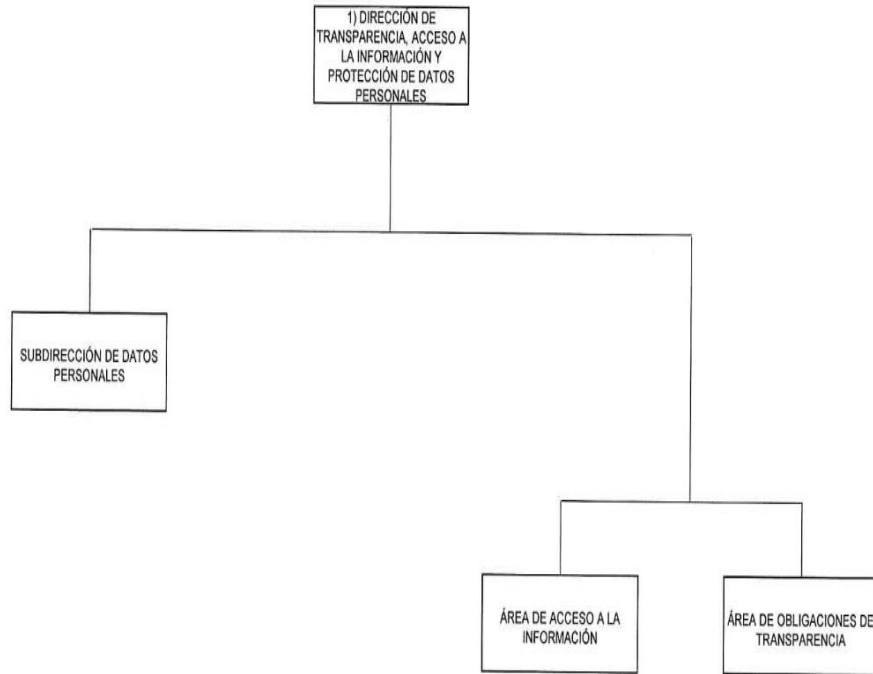 1) DIRECCIÓN DE
TRANSPARENCIA, ACCESO A
LA INFORMACIÓN Y
PROTECCIÓN DE DATOS
PERSONALES
SUBDIRECCIÓN DE DATOS
PERSONALES
ÁREA DE ACCESO A LA
INFORMACIÓN
ÁREA DE OBLIGACIONES DE
TRANSPARENCIA